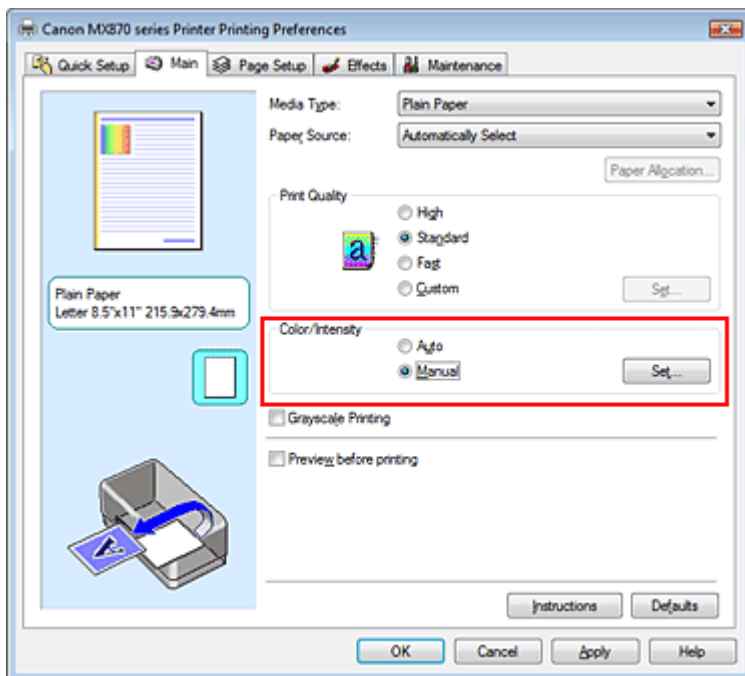 Canon MX870 series Printer Printing Preferences
Quick Setup Main Page Setup Effects Maintenance
Media Type: Plain Paper
Paper Source: Automatically Select
Paper Allocation...
Print Quality
High
Standard
Fast
Custom Set...
a
Plain Paper
Letter 8.5"x11" 215.9x279.4mm
Color/Intensity
Auto
Manual Set...
Grayscale Printing
Preview before printing
A
Instructions Defaults
OK Cancel Apply Help